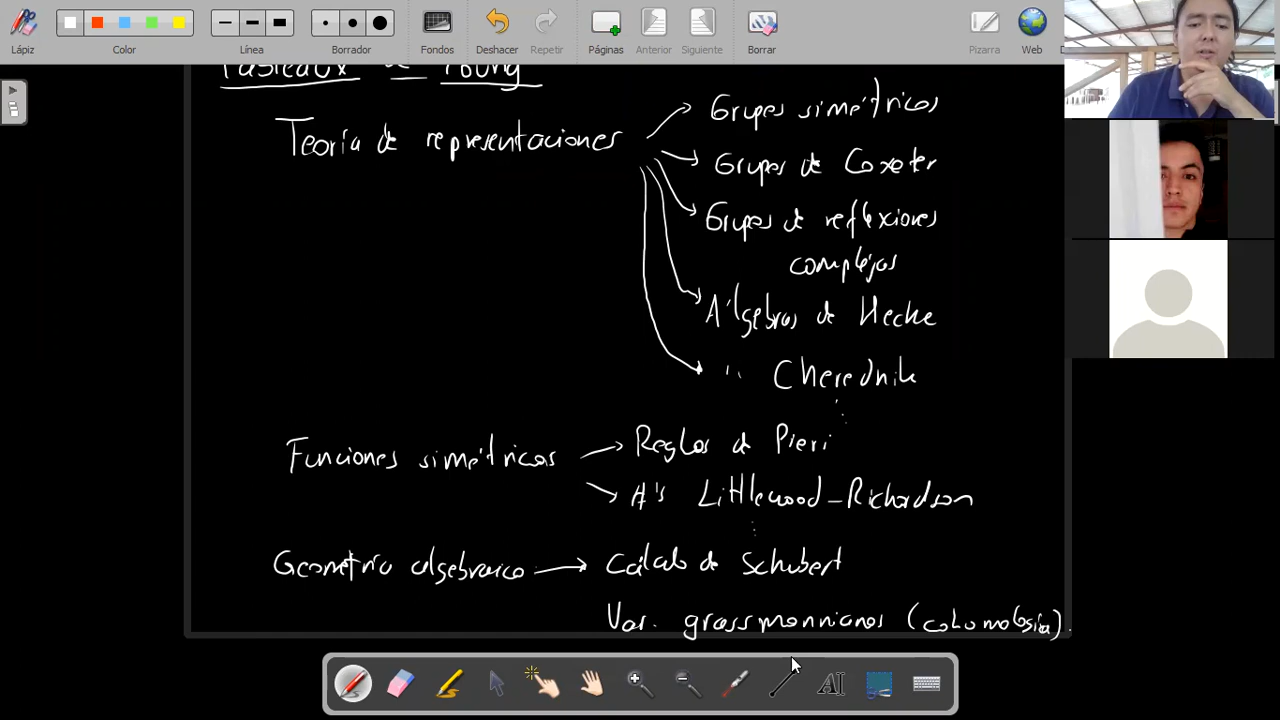 Lápiz Color Línea Borrador Fondos Deshacer Repetir Páginas Anterior Siguiente Borrar Pizarra Web
Tableaux de Young
Teoría de representaciones
Grupos simétricos
Grupos de Coxeter
Grupos de reflexiones
complejas
Álgebras de Hecke
" Cherednik
Funciones simétricas
Reglas de Pieri
Littlewood-Richardson
Geometría algebraica
Cálculo de Schubert
Var. grassmannianas (cohomología).
AI